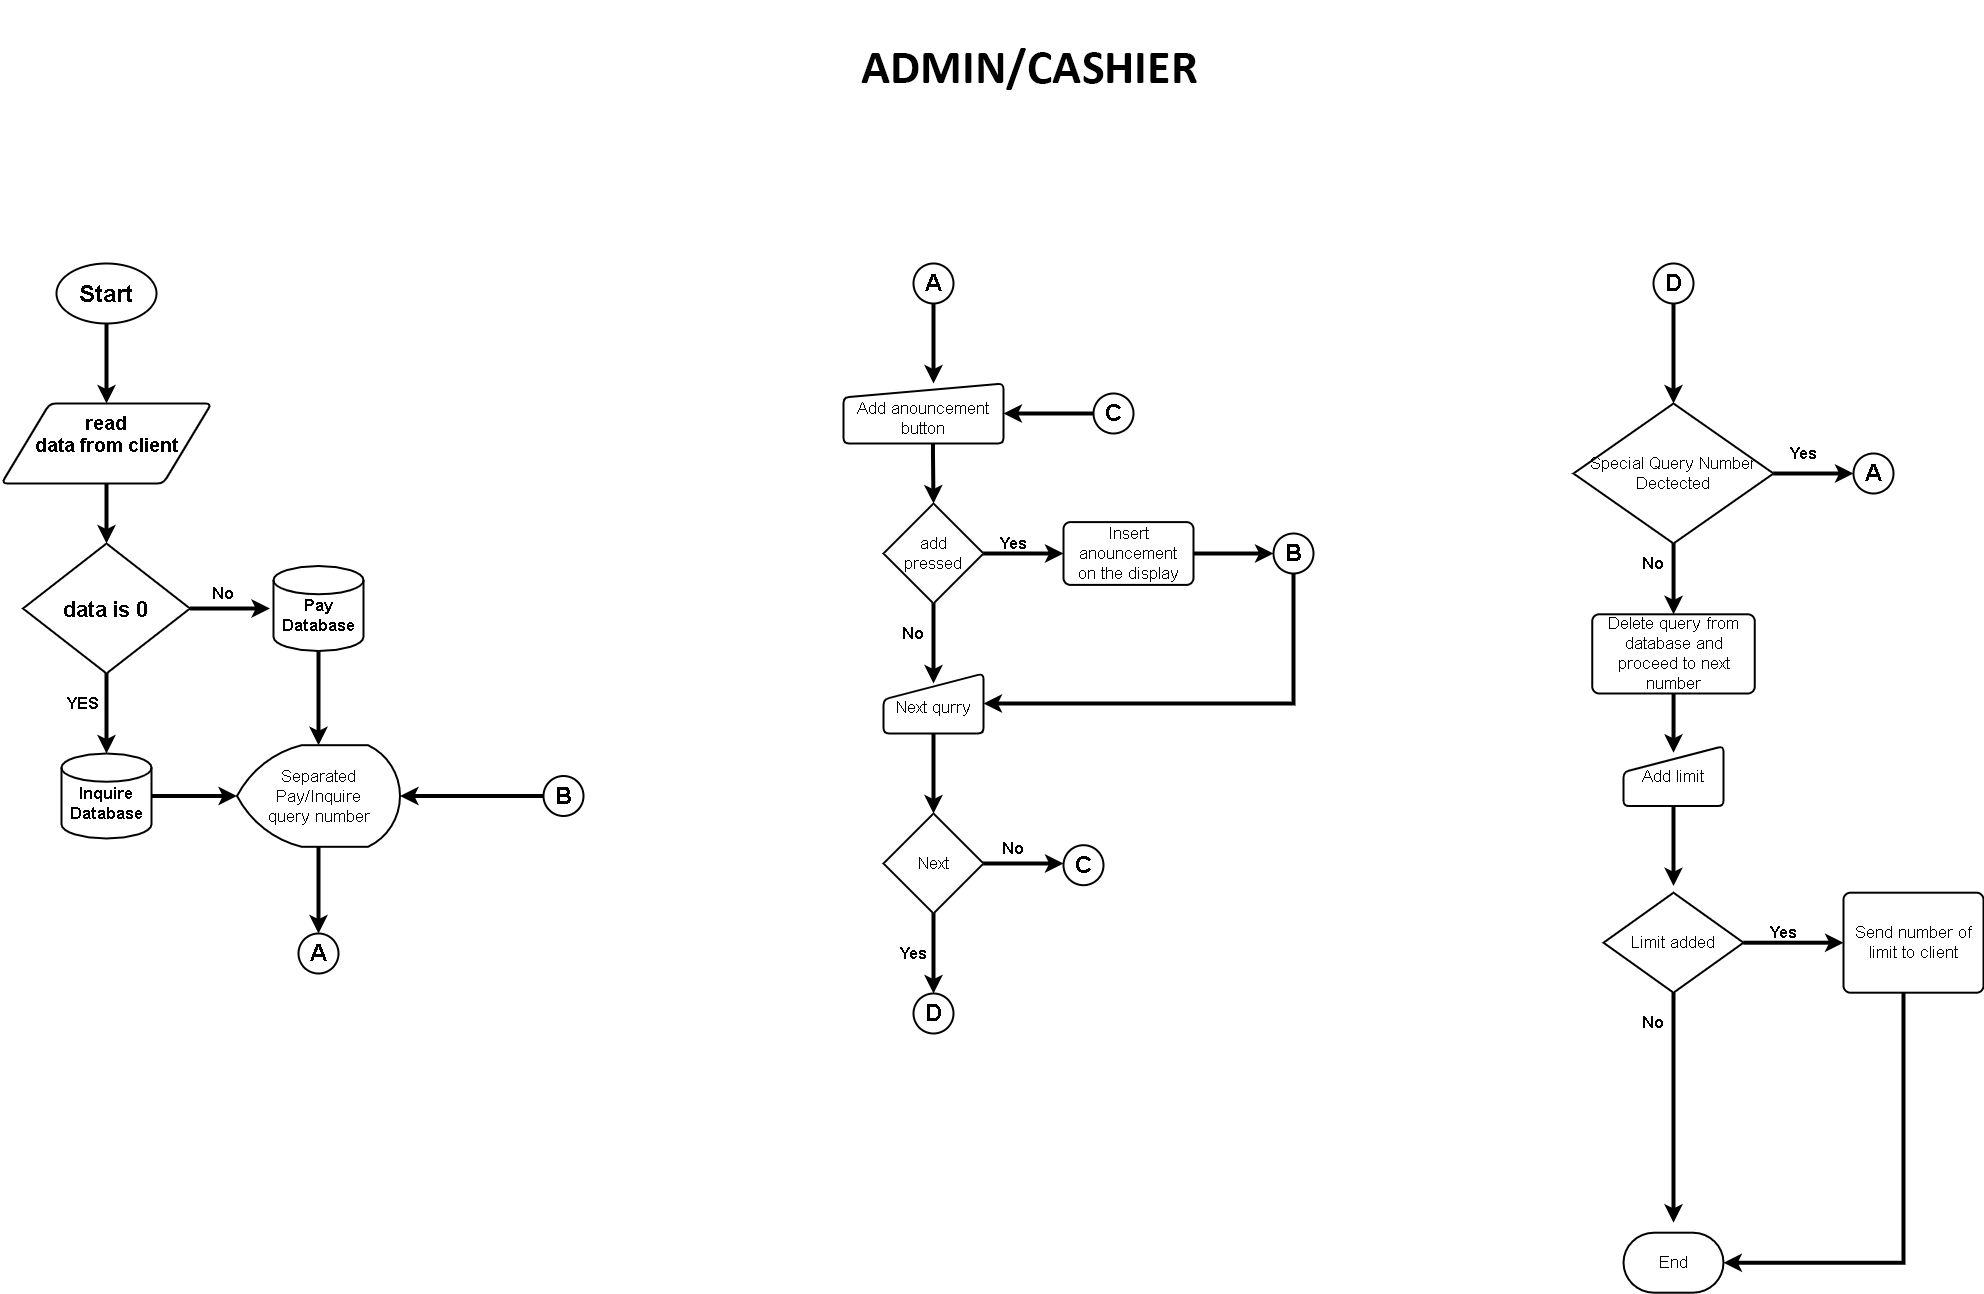 ADMIN/CASHIER
Start
read
data from client
data is 0
No
Pay
Database
YES
Inquire
Database
Separated
Pay/Inquire
query number
B
A
A
Add anouncement
button
C
add
pressed
Yes
Insert
anouncement
on the display
B
No
Next qurry
Next
No
C
Yes
D
D
Special Query Number
Dectected
Yes
A
No
Delete query from
database and
proceed to next
number
Add limit
Limit added
Yes
Send number of
limit to client
No
End